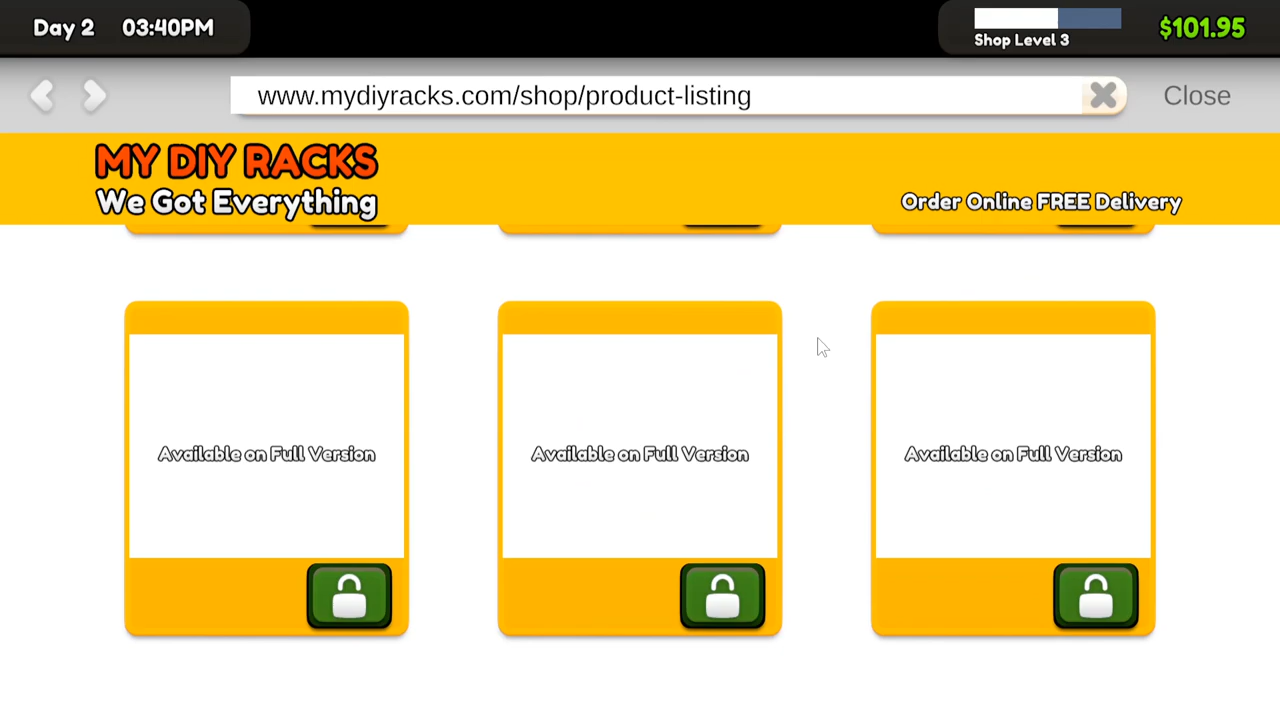 Day 2 03:40PM
Shop Level 3
$101.95
www.mydiyracks.com/shop/product-listing
Close
MY DIY RACKS
We Got Everything
Order Online FREE Delivery
Available on Full Version
Available on Full Version
Available on Full Version